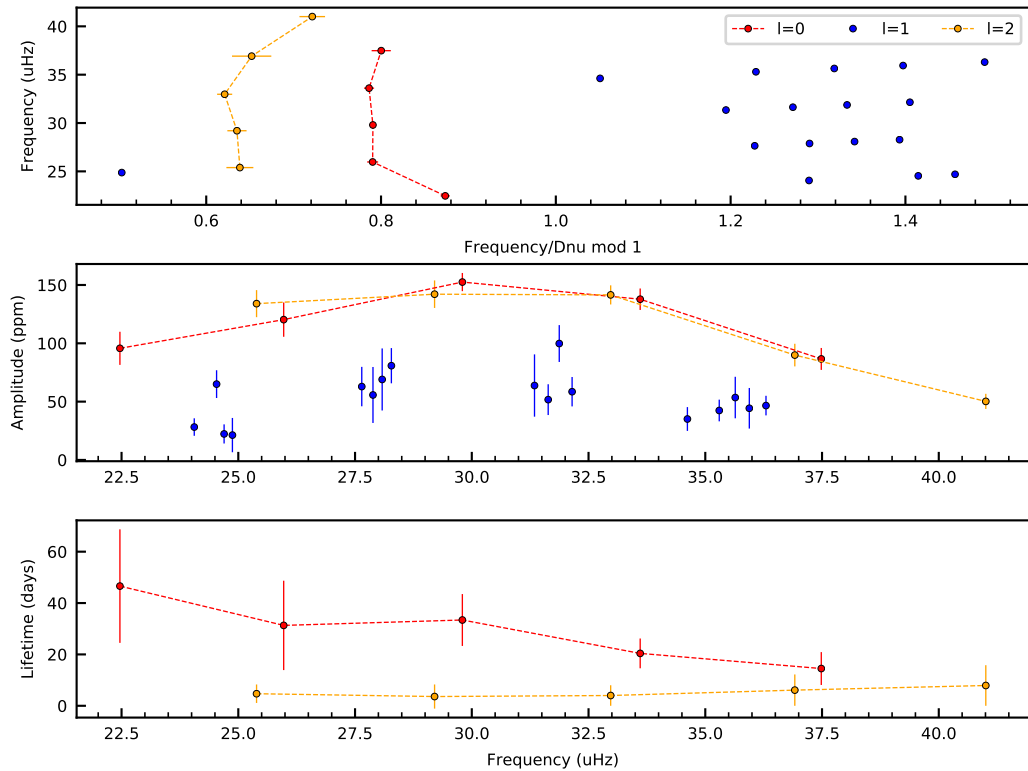 l=0 l=1 l=2
40
35
30
25
Frequency (uHz)
0.6 0.8 1.0 1.2 1.4
Frequency/Dnu mod 1
150
100
50
0
Amplitude (ppm)
22.5 25.0 27.5 30.0 32.5 35.0 37.5 40.0
60
40
20
0
Lifetime (days)
22.5 25.0 27.5 30.0 32.5 35.0 37.5 40.0
Frequency (uHz)